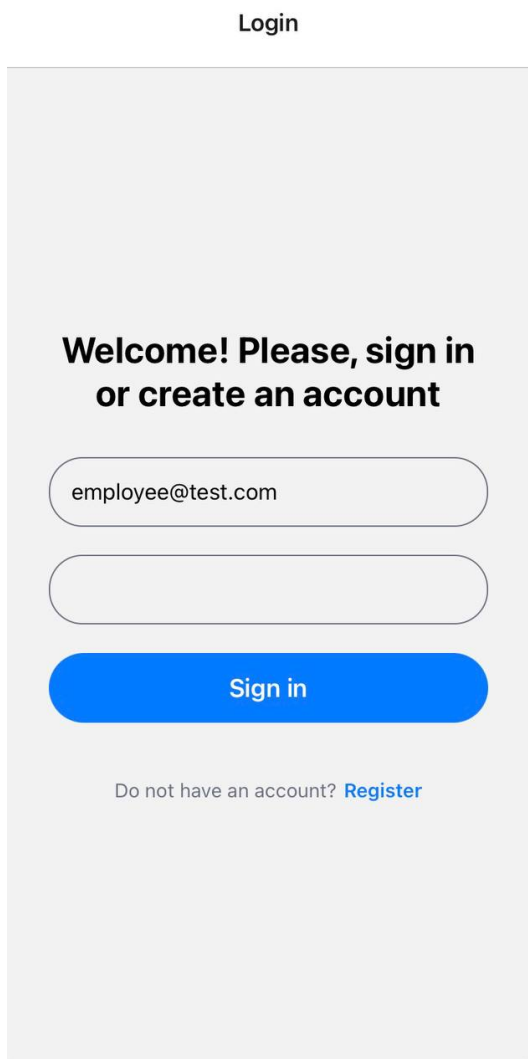 Login
Welcome! Please, sign in
or create an account
employee@test.com
Sign in
Do not have an account? Register